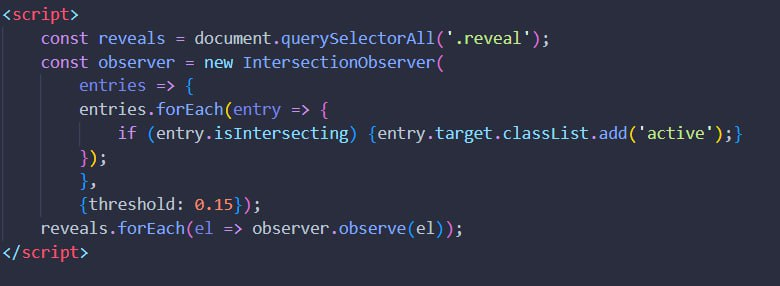 <script>
const reveals = document.querySelectorAll('.reveal');
const observer = new IntersectionObserver(
entries => {
entries.forEach(entry => {
if (entry.isIntersecting) {entry.target.classList.add('active');}
});
},
{threshold: 0.15});
reveals.forEach(el => observer.observe(el));
</script>